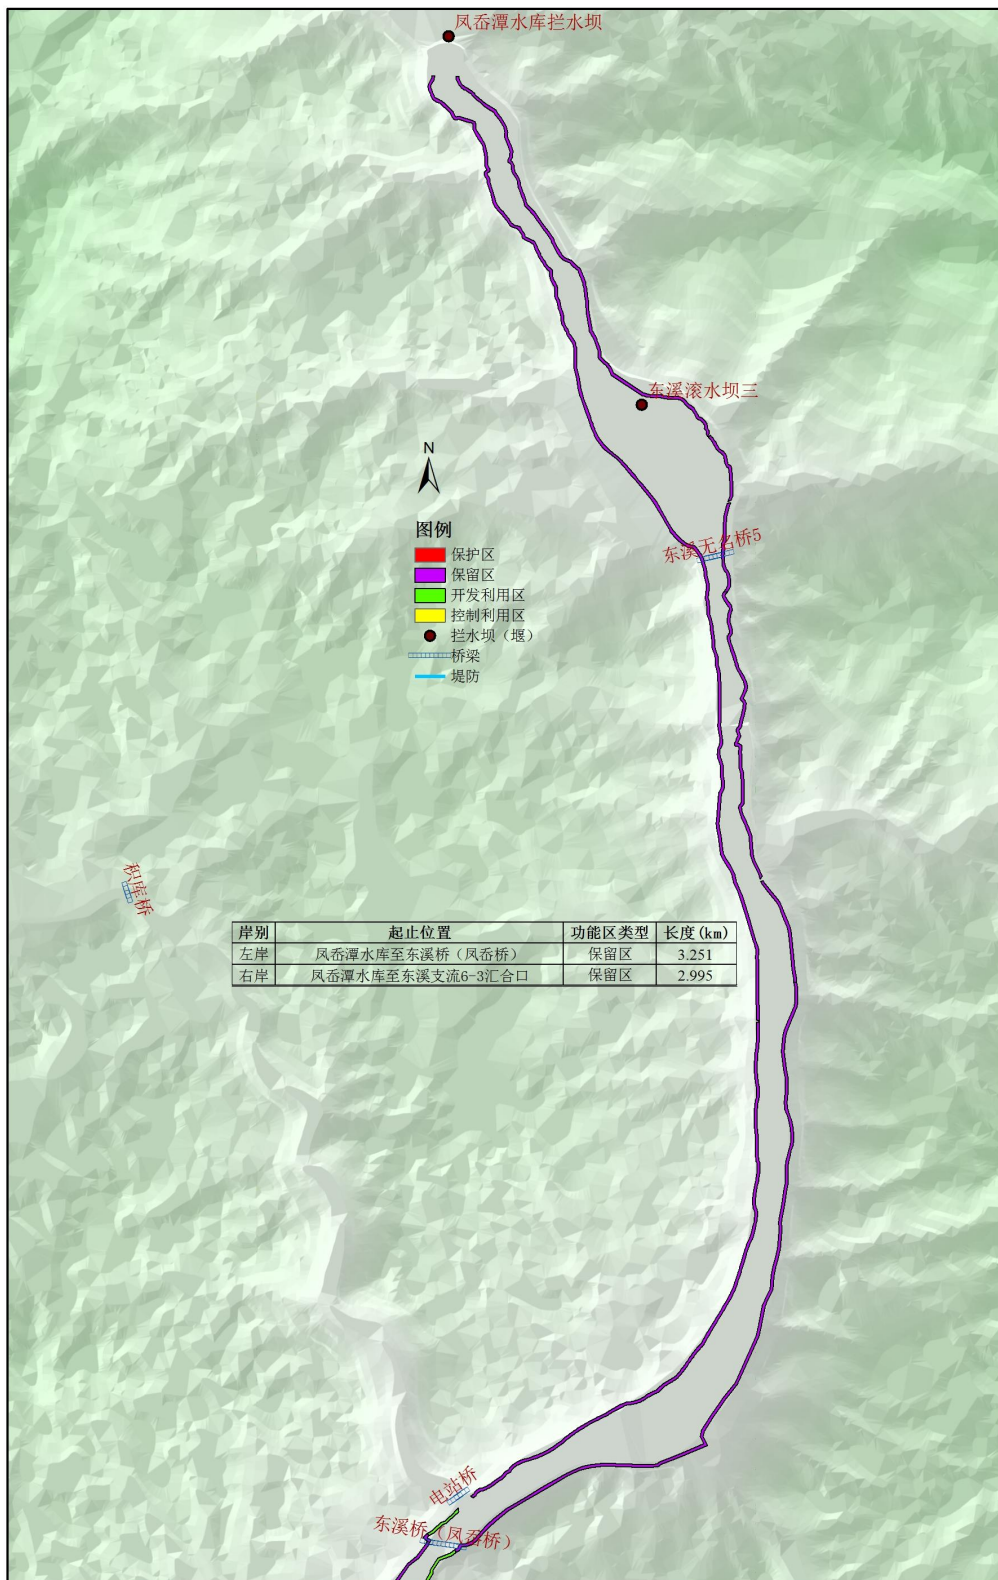 凤岙潭水库拦水坝
东溪滚水坝三
N
图例
保护区
保留区
开发利用区
控制利用区
拦水坝（堰）
桥梁
堤防
东溪无名桥5
积库桥
岸别 起止位置 功能区类型 长度(km)
左岸 凤岙潭水库至东溪桥（凤岙桥） 保留区 3.251
右岸 凤岙潭水库至东溪支流6-3汇合口 保留区 2.995
电站桥
东溪桥（凤岙桥）